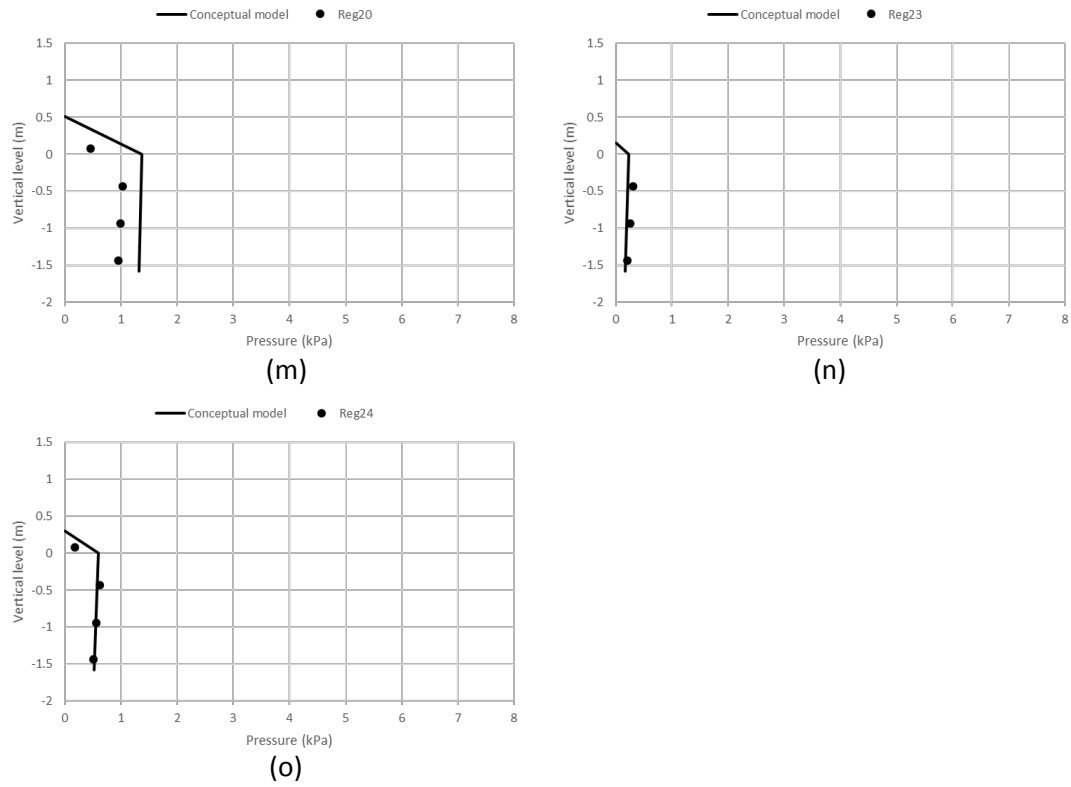 Conceptual model Reg20
1.5
1
0.5
0
-0.5
-1
-1.5
-2
Vertical level (m)
0 1 2 3 4 5 6 7 8
Pressure (kPa)
(m)
Conceptual model Reg23
1.5
1
0.5
0
-0.5
-1
-1.5
-2
Vertical level (m)
0 1 2 3 4 5 6 7 8
Pressure (kPa)
(n)
Conceptual model Reg24
1.5
1
0.5
0
-0.5
-1
-1.5
-2
Vertical level (m)
0 1 2 3 4 5 6 7 8
Pressure (kPa)
(o)